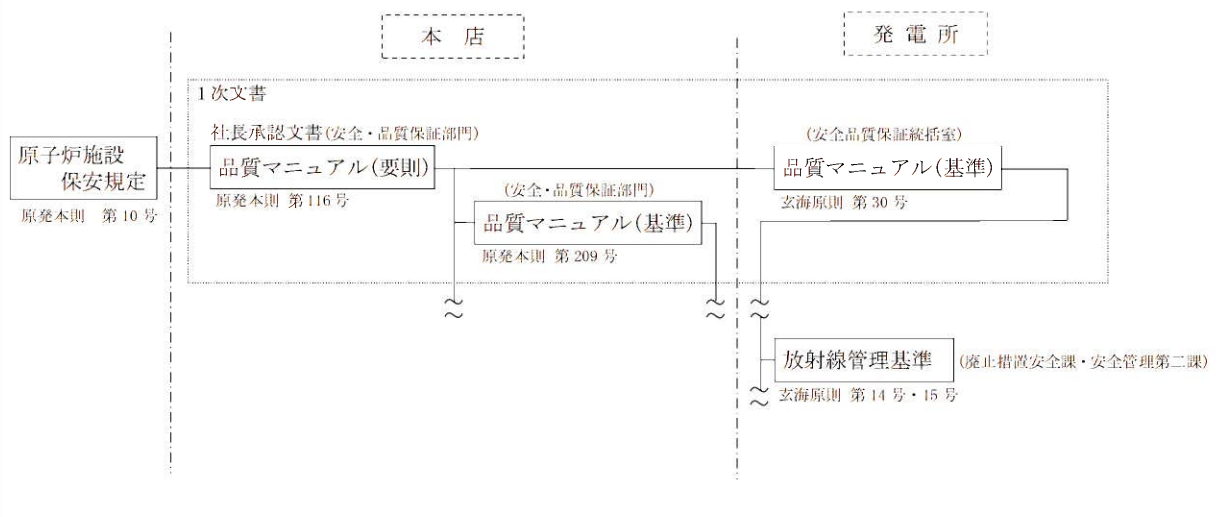 本 店
発 電 所
1次文書
社長承認文書(安全・品質保証部門)
(安全品質保証統括室)
原子炉施設
保安規定
品質マニュアル(要則)
品質マニュアル(基準)
原発本則 第10号
原発本則 第116号
玄海原則 第30号
(安全・品質保証部門)
品質マニュアル(基準)
原発本則 第209号
放射線管理基準
(廃止措置安全課・安全管理第二課)
玄海原則 第14号・15号